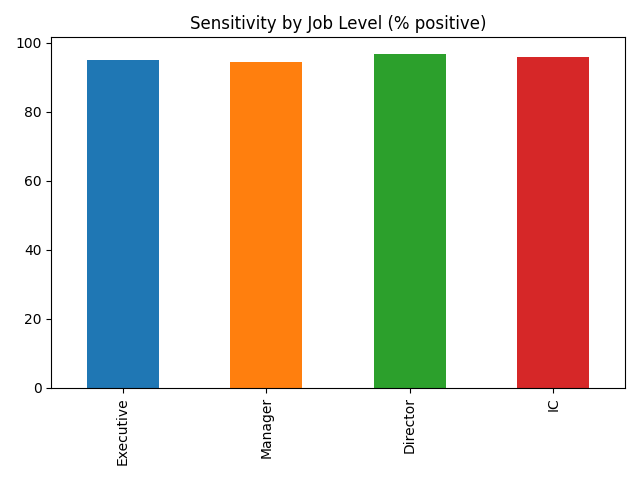 Sensitivity by Job Level (% positive)
100
80
60
40
20
0
Executive
Manager
Director
IC